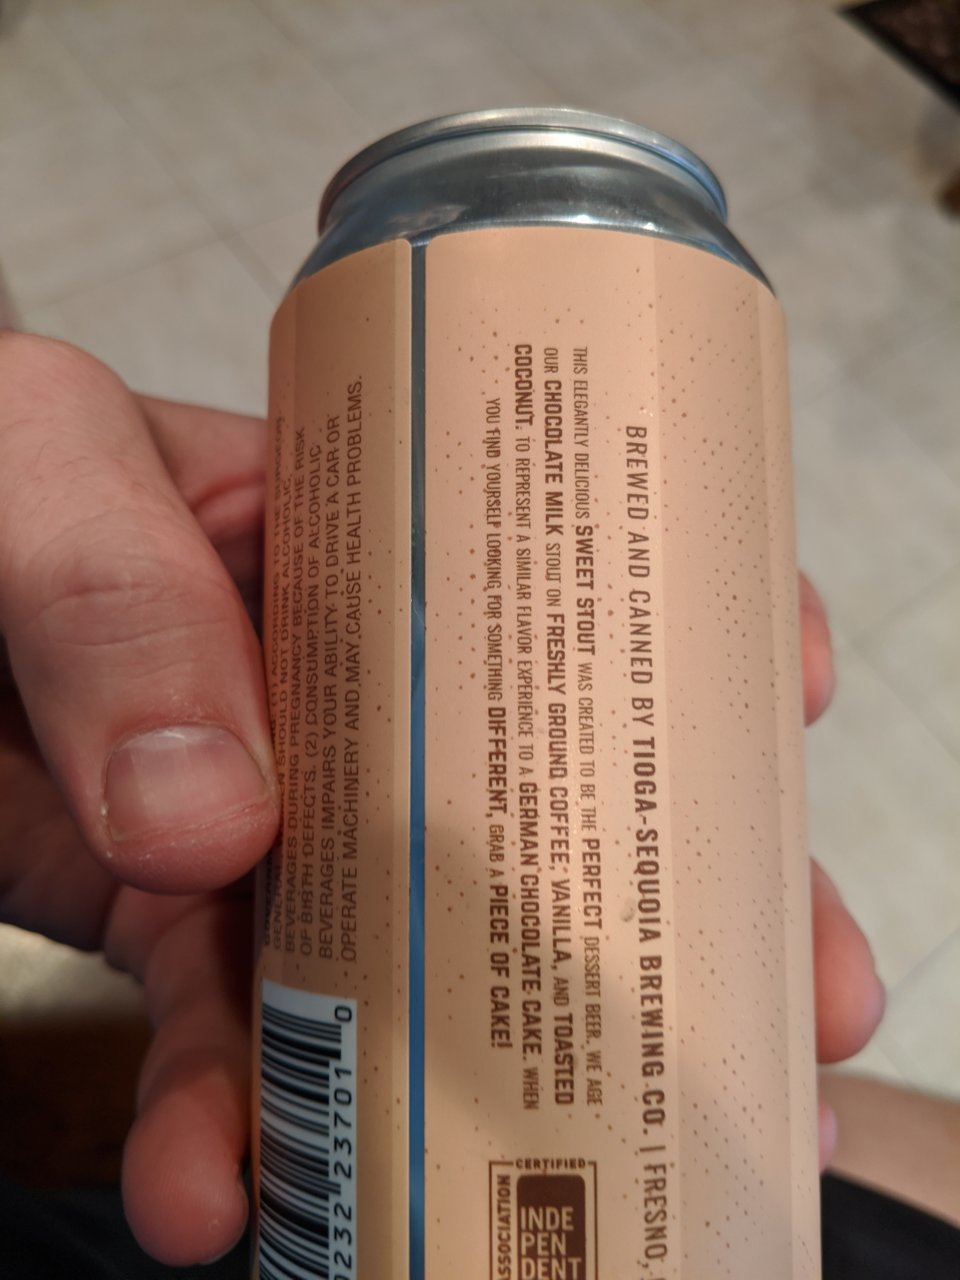 BREWED AND CANNED BY TIOGA-SEQUOIA BREWING CO. | FRESNO,
THIS ELEGANTLY DELICIOUS SWEET STOUT WAS CREATED TO BE THE PERFECT DESSERT BEER. WE AGE
OUR CHOCOLATE MILK STOUT ON FRESHLY GROUND COFFEE, VANILLA, AND TOASTED
COCONUT. TO REPRESENT A SIMILAR FLAVOR EXPERIENCE TO A GERMAN CHOCOLATE CAKE. WHEN
YOU FIND YOURSELF LOOKING FOR SOMETHING DIFFERENT, GRAB A PIECE OF CAKE!
CERTIFIED
INDE
PEN
DENT
ASSOCIATION
(1) ACCORDING TO THE SURGEON
SHOULD NOT DRINK ALCOHOLIC
BEVERAGES DURING PREGNANCY BECAUSE OF THE RISK
OF BIRTH DEFECTS. (2) CONSUMPTION OF ALCOHOLIC
BEVERAGES IMPAIRS YOUR ABILITY TO DRIVE A CAR OR
OPERATE MACHINERY AND MAY CAUSE HEALTH PROBLEMS.
0232 23701 0